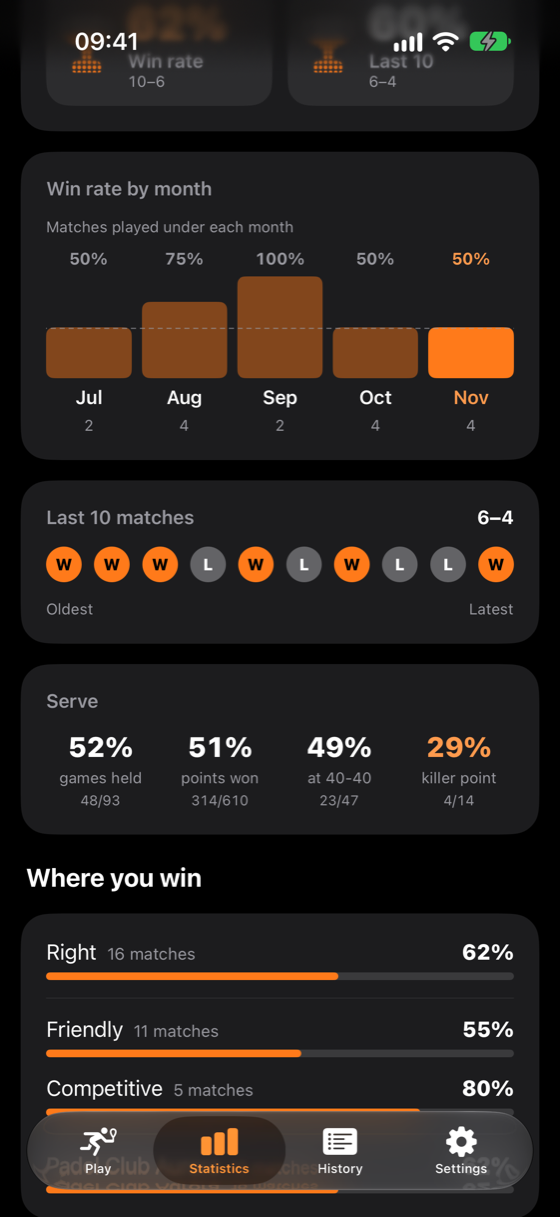 09:41
62% 60%
Win rate Last 10
10–6 6–4
Win rate by month
Matches played under each month
50% 75% 100% 50% 50%
Jul Aug Sep Oct Nov
2 4 2 4 4
Last 10 matches 6–4
W W W L W L W L L W
Oldest Latest
Serve
52% 51% 49% 29%
games held points won at 40-40 killer point
48/93 314/610 23/47 4/14
Where you win
Right 16 matches 62%
Friendly 11 matches 55%
Competitive 5 matches 80%
Padel Club
Play Statistics History Settings